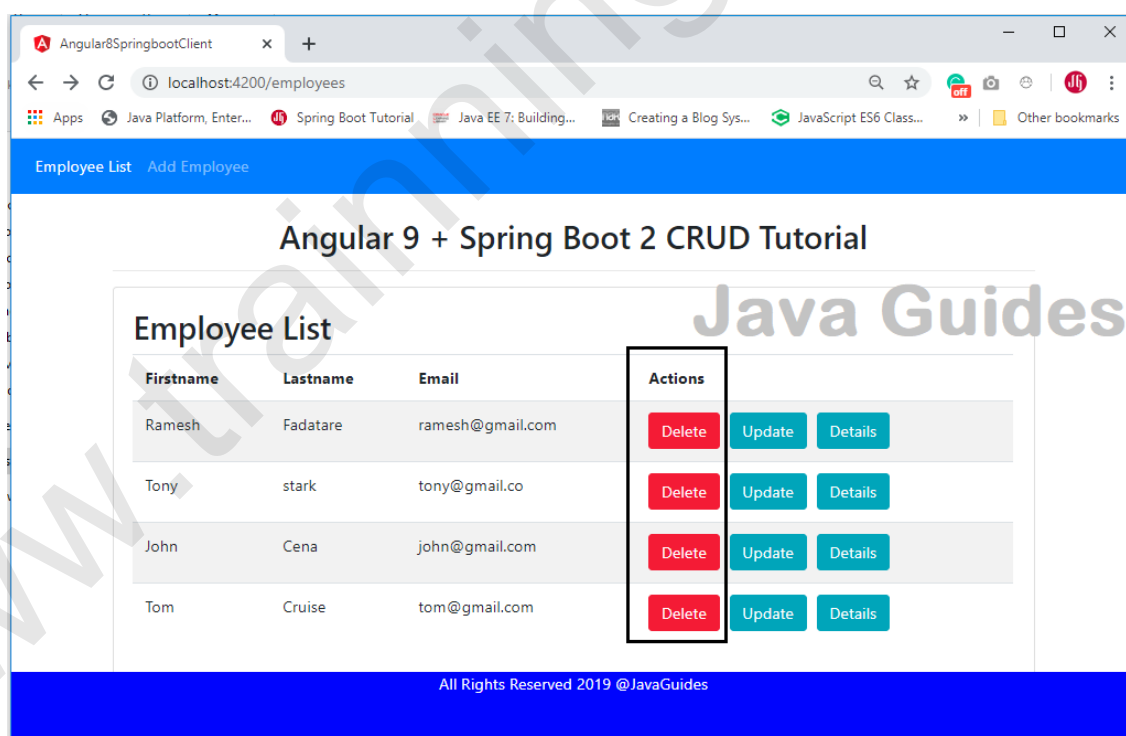 Angular8SpringbootClient
localhost:4200/employees
off
Apps Java Platform, Enter... Spring Boot Tutorial Java EE 7: Building... Creating a Blog Sys... JavaScript ES6 Class... » Other bookmarks
Employee List Add Employee
Angular 9 + Spring Boot 2 CRUD Tutorial
Java Guides
Employee List
Firstname Lastname Email Actions
Ramesh Fadatare ramesh@gmail.com Delete Update Details
Tony stark tony@gmail.co Delete Update Details
John Cena john@gmail.com Delete Update Details
Tom Cruise tom@gmail.com Delete Update Details
All Rights Reserved 2019 @JavaGuides
www.trainning